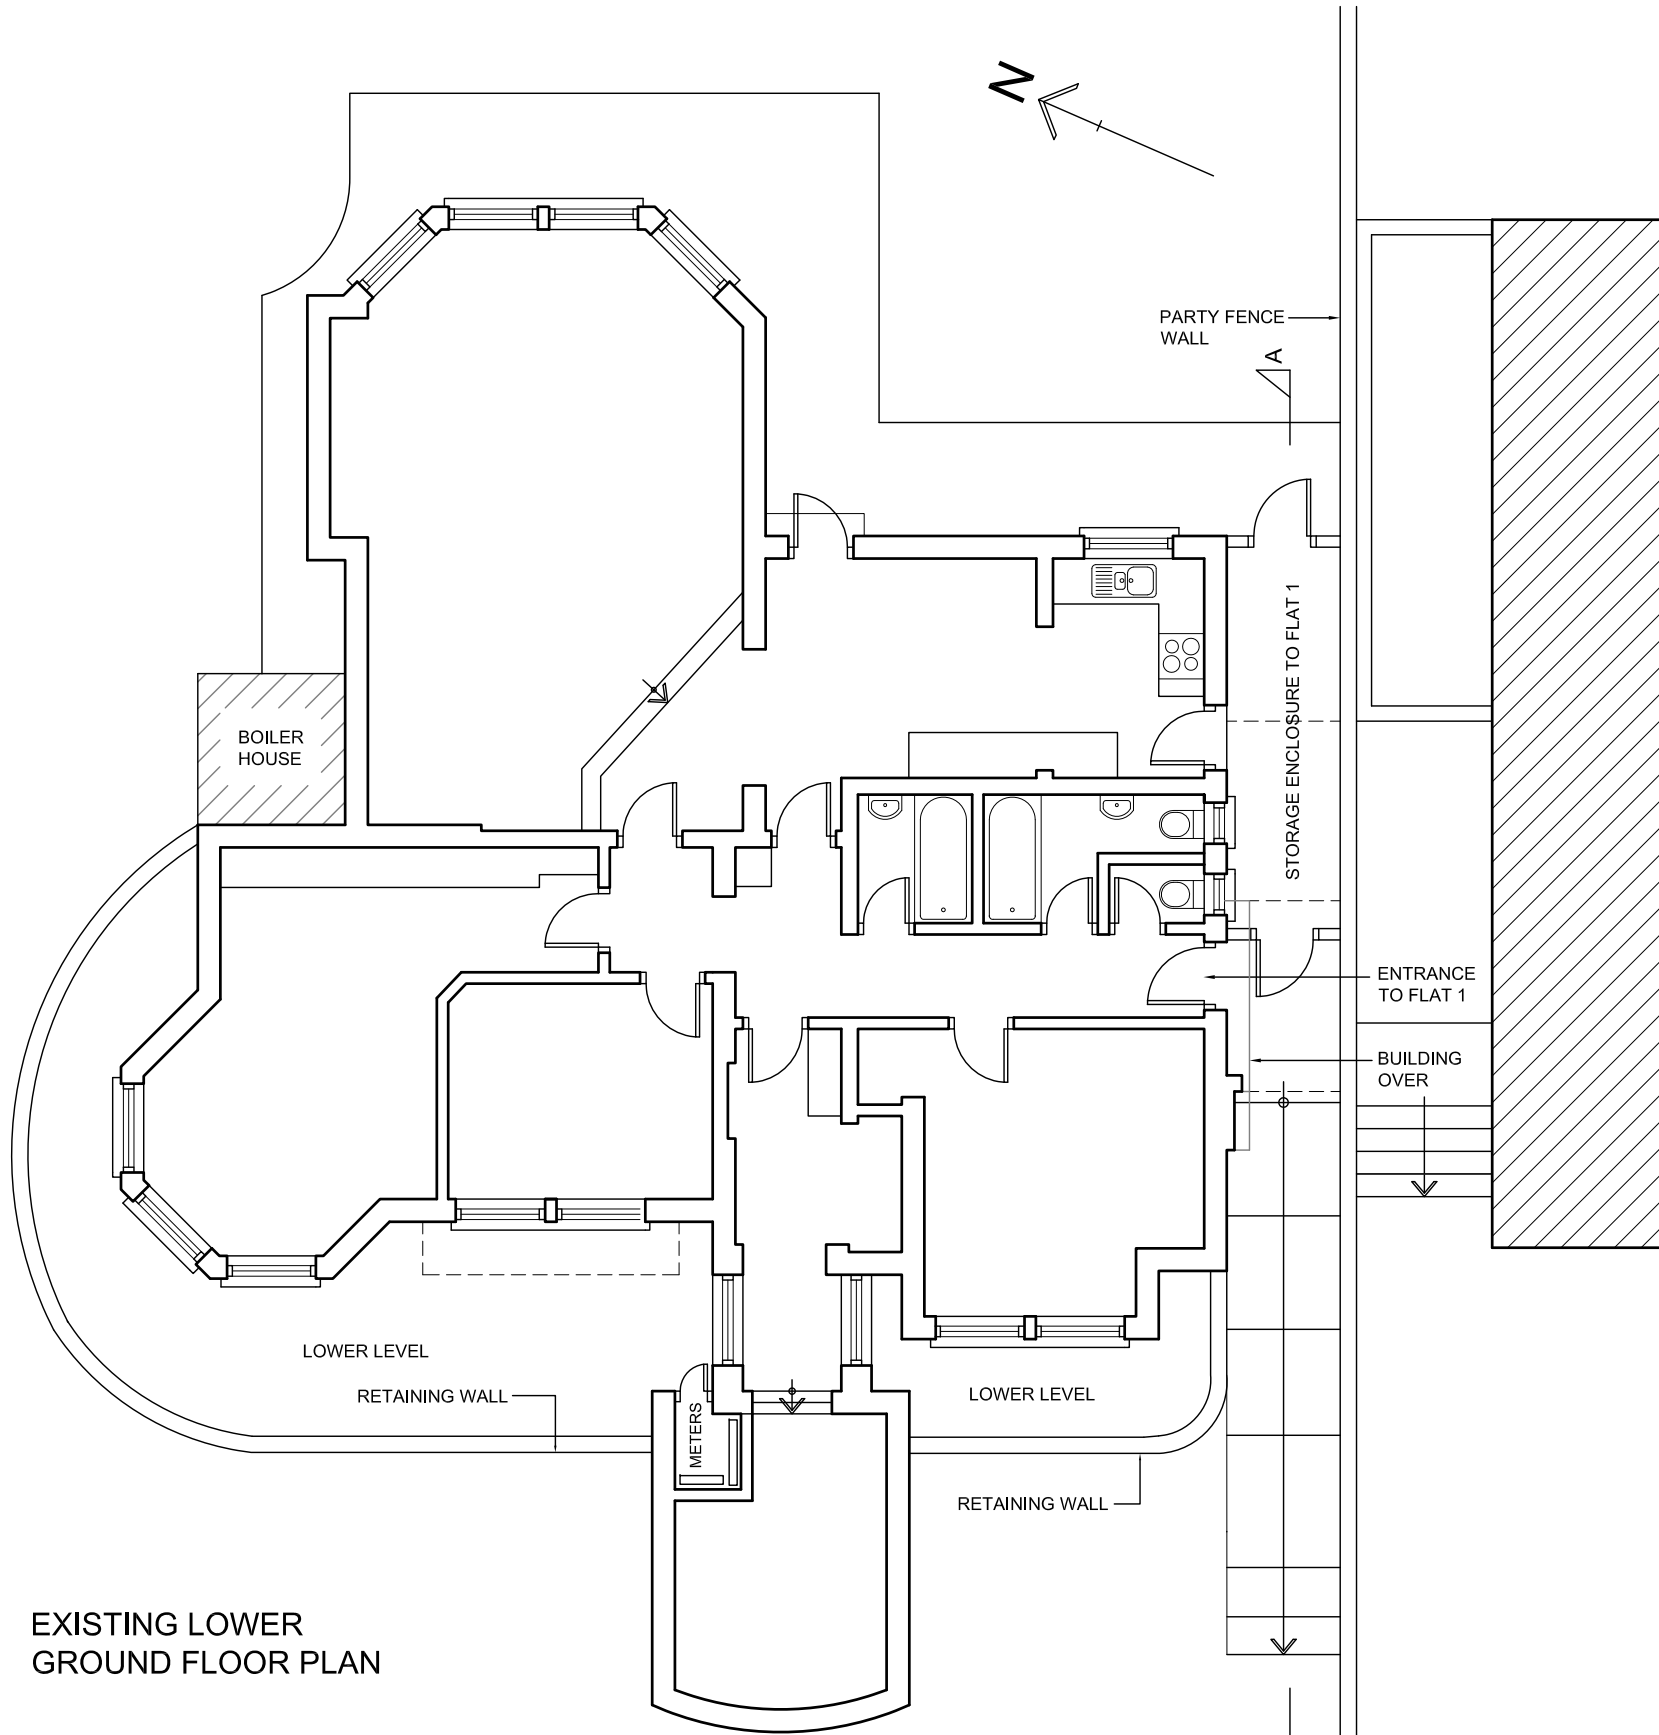 N
PARTY FENCE
WALL
A
STORAGE ENCLOSURE TO FLAT 1
BOILER
HOUSE
ENTRANCE
TO FLAT 1
BUILDING
OVER
LOWER LEVEL
RETAINING WALL
METERS
LOWER LEVEL
RETAINING WALL
EXISTING LOWER
GROUND FLOOR PLAN